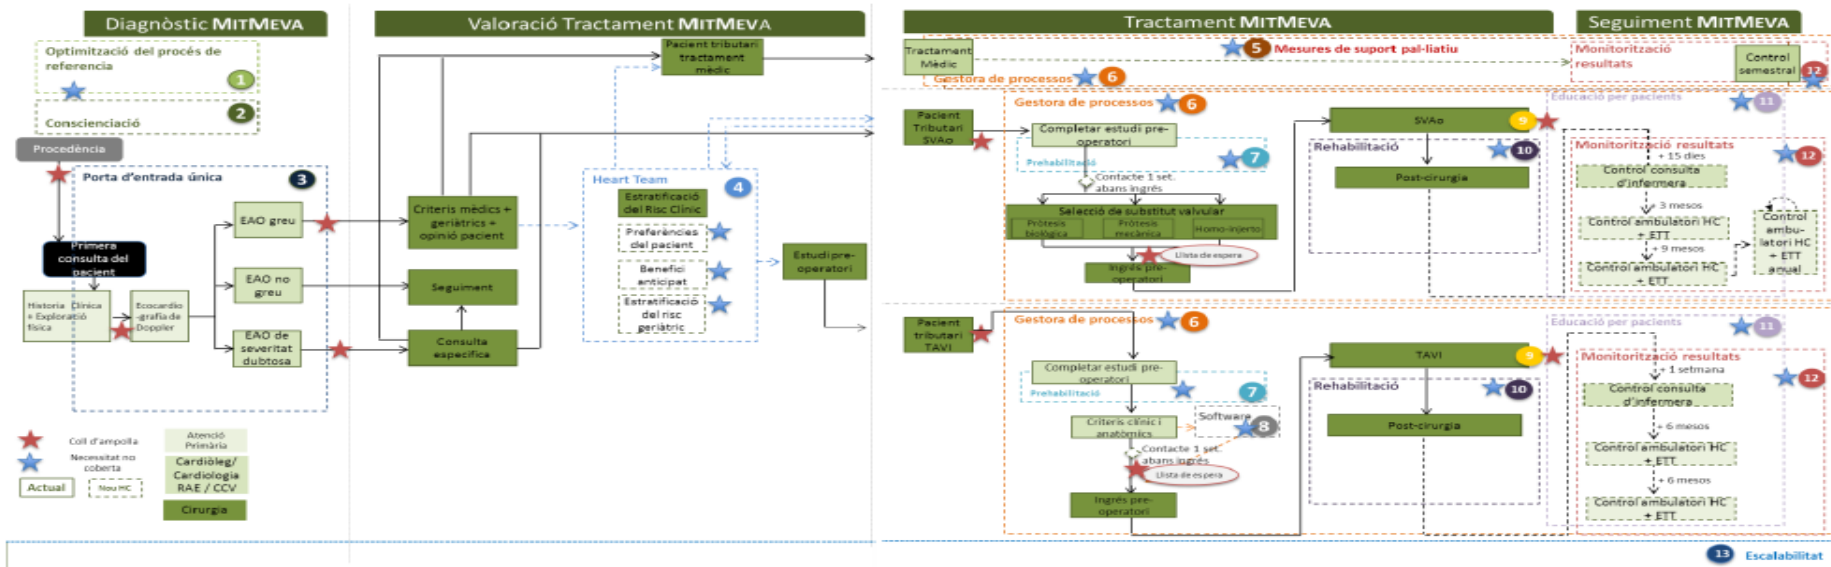 Diagnòstic MITMEVA
Optimització del procés de
referencia
1
2
Conscienciació
Procedència
Porta d'entrada única
3
Primera
consulta del
pacient
Historia Clínica
+ Exploració
física
Ecocardio
-grafia de
Doppler
EAO greu
EAO no
greu
EAO de
severitat
dubtosa
Coll d'ampolla
Necessitat no
coberta
Actual
Nou HC
Atenció
Primària
Cardiòleg/
Cardiologia
RAE / CCV
Cirurgia
Valoració Tractament MITMEVA
Pacient tributari
tractament
mèdic
Criteris mèdics +
geriàtrics +
opinió pacient
Seguiment
Consulta
especifica
Heart Team
4
Estratificació
del Risc Clínic
Preferències
del pacient
Benefici
anticipat
Estratificació
del risc
geriàtric
Estudi pre-
operatori
Tractament MITMEVA
Tractament
Mèdic
5
Mesures de suport pal·liatiu
Gestora de processos
6
Pacient
Tributari
SVAo
Gestora de processos
6
Completar estudi pre-
operatori
Prehabilitació
7
Contacte 1 set.
abans ingrés
Selecció de substitut valvular
Pròtesis
biològica
Pròtesis
mecànica
Homo-injerto
Llista de espera
Ingrés pre-
operatori
SVAo
9
Rehabilitació
10
Post-cirurgia
Pacient
tributari
TAVI
Gestora de processos
6
Completar estudi pre-
operatori
Prehabilitació
7
Criteris clínic i
anatòmics
Software
8
Contacte 1 set.
abans ingrés
Llista de espera
Ingrés pre-
operatori
TAVI
9
Rehabilitació
10
Post-cirurgia
Seguiment MITMEVA
Monitorització
resultats
Control
semestral
12
Educació per pacients
11
Monitorització resultats
12
+ 15 dies
Control consulta
d'infermera
+ 3 mesos
Control ambulatori HC
+ ETT
+ 9 mesos
Control ambulatori HC
+ ETT
Control
ambu-
latori HC
+ ETT
anual
Educació per pacients
11
Monitorització resultats
12
+ 1 setmana
Control consulta
d'infermera
+ 6 mesos
Control ambulatori HC
+ ETT
+ 6 mesos
Control ambulatori HC
+ ETT
13
Escalabilitat